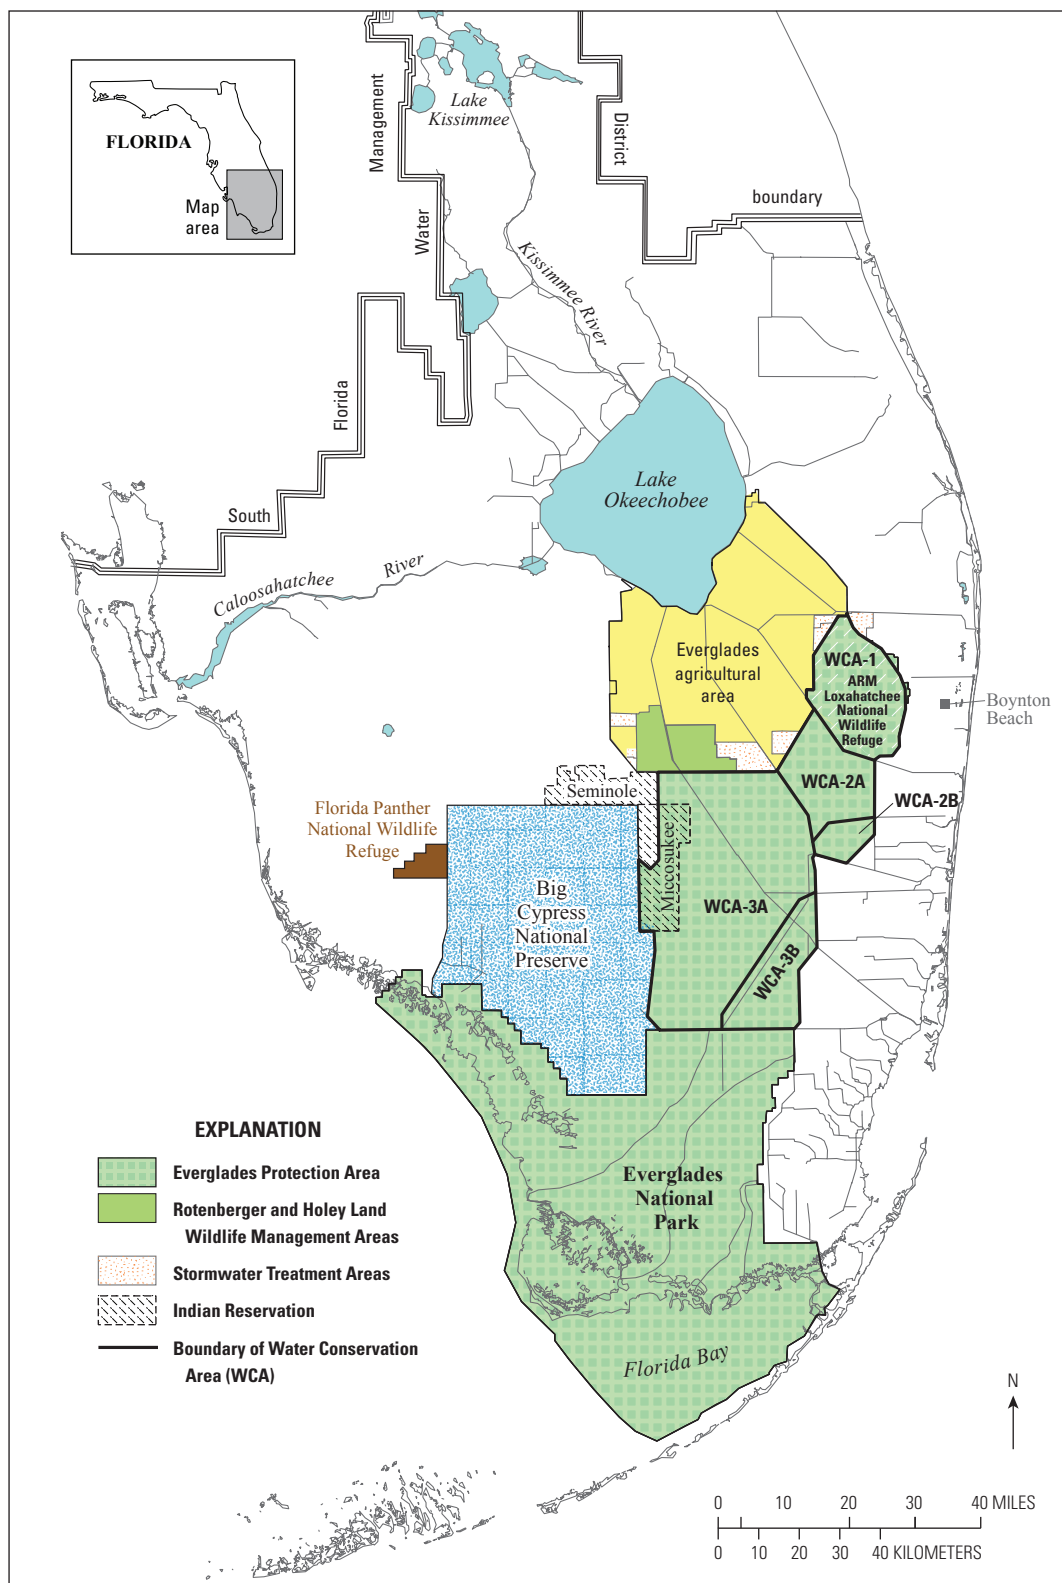 Lake
Kissimmee
Management
District
boundary
FLORIDA
Map
area
Water
Kissimmee River
Florida
Lake
Okeechobee
South
Caloosahatchee
River
Everglades
agricultural
area
WCA-1
ARM
Loxahatchee
National
Wildlife
Refuge
Boynton
Beach
WCA-2A
WCA-2B
Seminole
Florida Panther
National Wildlife
Refuge
Miccosukee
Big
Cypress
National
Preserve
WCA-3A
WCA-3B
EXPLANATION
Everglades Protection Area
Rotenberger and Holey Land
Wildlife Management Areas
Stormwater Treatment Areas
Indian Reservation
Boundary of Water Conservation
Area (WCA)
Everglades
National
Park
Florida Bay
N
0 10 20 30 40 MILES
0 10 20 30 40 KILOMETERS